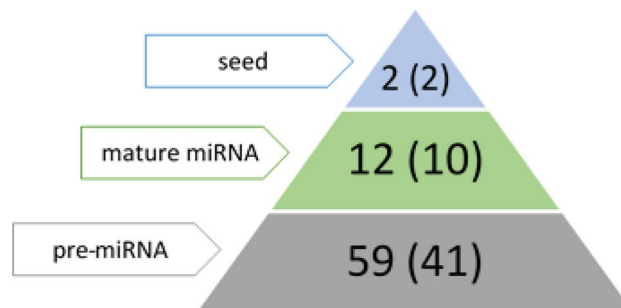 seed
2 (2)
mature miRNA
12 (10)
pre-miRNA
59 (41)